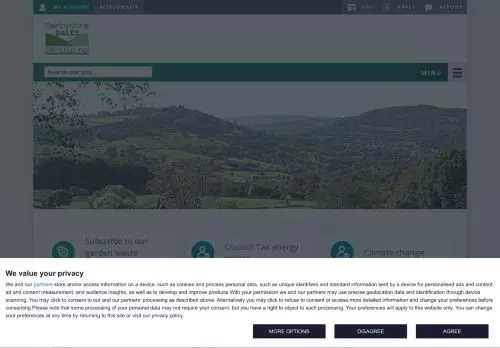 MY ACCOUNT ACCESSIBILITY PAY APPLY REPORT
Derbyshire
DALES
Search our site...
MENU
Subscribe to our
garden waste
Council Tax energy
Climate change
We value your privacy
We and our partners store and/or access information on a device, such as cookies and process personal data, such as unique identifiers and standard information sent by a device for personalised ads and content,
ad and content measurement, and audience insights, as well as to develop and improve products.With your permission we and our partners may use precise geolocation data and identification through device
scanning. You may click to consent to our and our partners' processing as described above. Alternatively you may click to refuse to consent or access more detailed information and change your preferences before
consenting.Please note that some processing of your personal data may not require your consent, but you have a right to object to such processing. Your preferences will apply to this website only. You can change
your preferences at any time by returning to this site or visit our privacy policy.
MORE OPTIONS DISAGREE AGREE